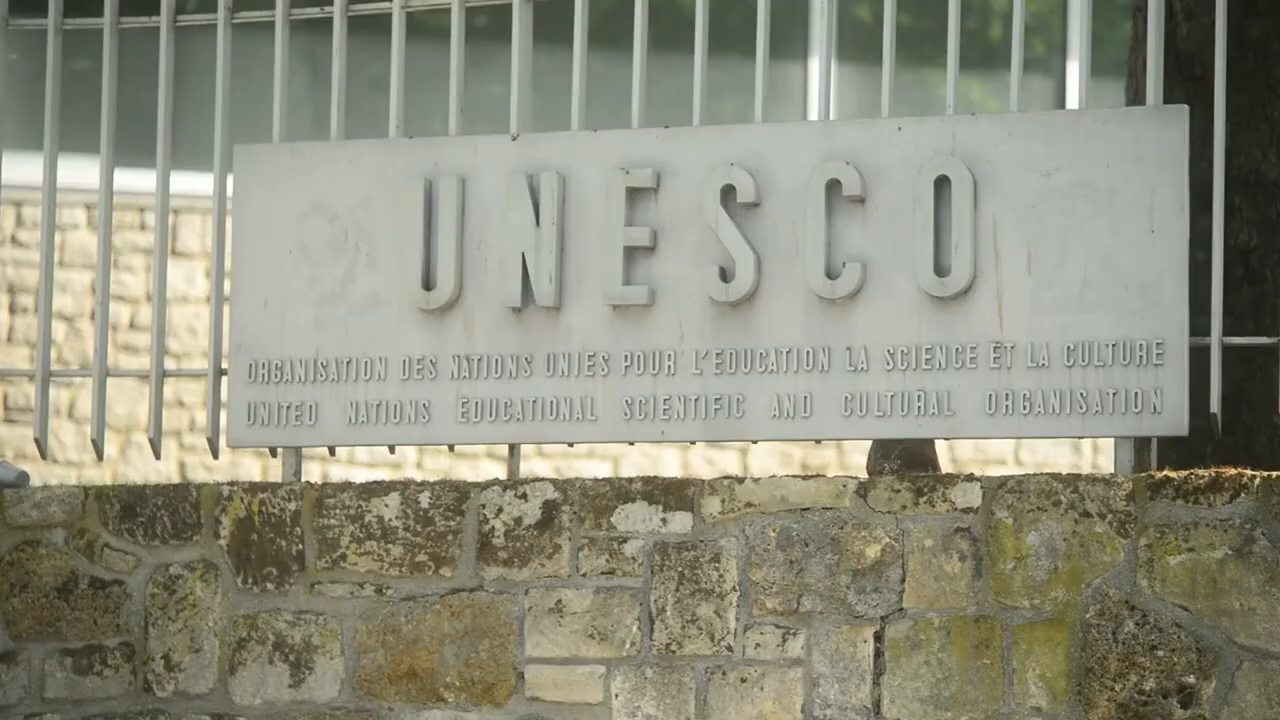 UNESCO
ORGANISATION DES NATIONS UNIES POUR L'EDUCATION LA SCIENCE ET LA CULTURE
UNITED NATIONS EDUCATIONAL SCIENTIFIC AND CULTURAL ORGANISATION